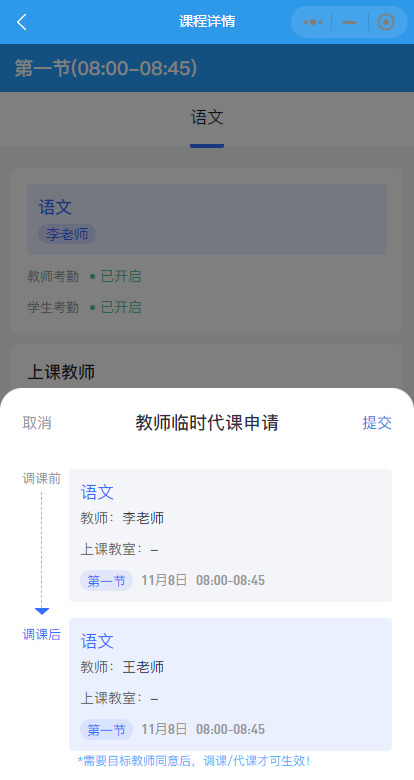 课程详情
第一节(08:00-08:45)
语文
语文
李老师
教师考勤 已开启
学生考勤 已开启
上课教师
取消 教师临时代课申请 提交
调课前
语文
教师：李老师
上课教室：-
第一节 11月8日 08:00-08:45
调课后
语文
教师：王老师
上课教室：-
第一节 11月8日 08:00-08:45
*需要目标教师同意后，调课/代课才可生效!